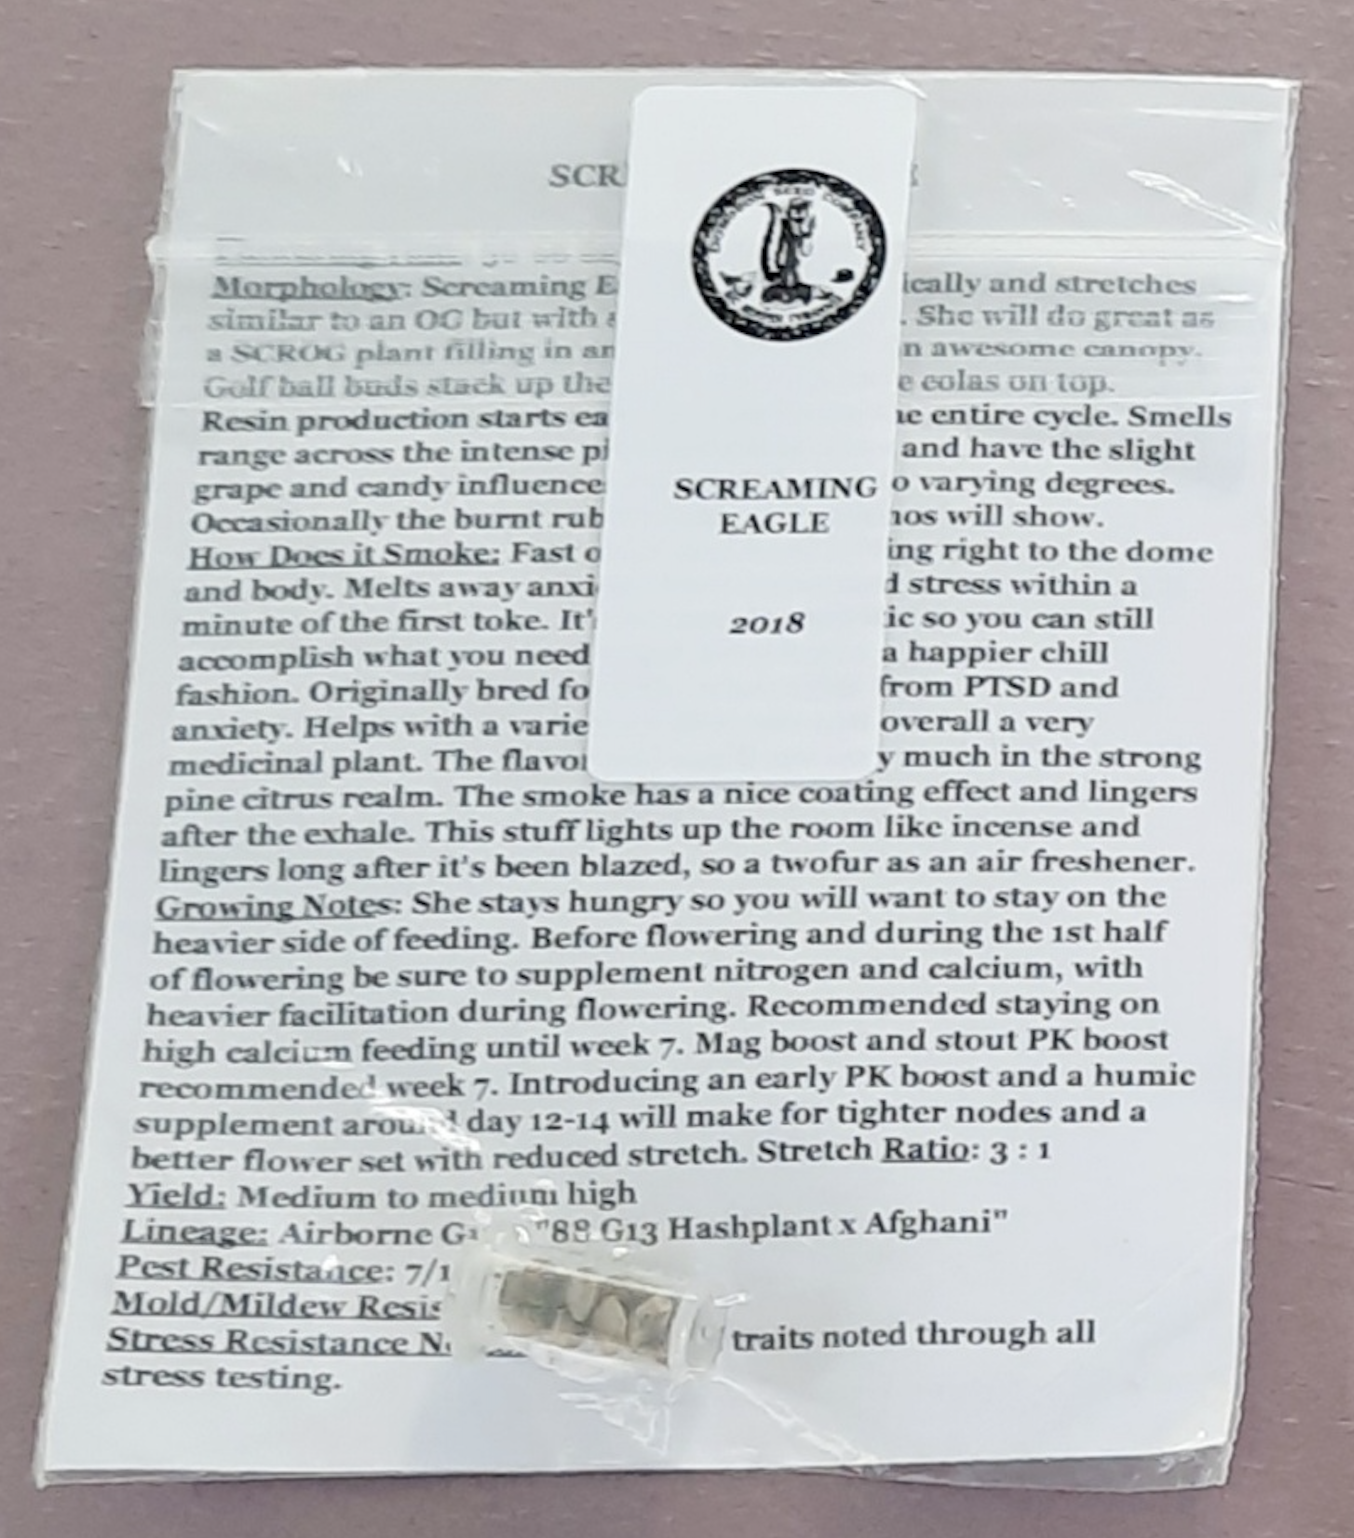 SCR
DOMINION SEED COMPANY
SCREAMING
EAGLE
2018
Morphology: Screaming E ically and stretches
similar to an OG but with . She will do great as
a SCROG plant filling in an n awesome canopy.
Golf ball buds stack up the e colas on top.
Resin production starts ea he entire cycle. Smells
range across the intense pi and have the slight
grape and candy influence o varying degrees.
Occasionally the burnt rub nos will show.
How Does it Smoke: Fast o ing right to the dome
and body. Melts away anxi d stress within a
minute of the first toke. It' ic so you can still
accomplish what you need a happier chill
fashion. Originally bred fo from PTSD and
anxiety. Helps with a varie overall a very
medicinal plant. The flavo y much in the strong
pine citrus realm. The smoke has a nice coating effect and lingers
after the exhale. This stuff lights up the room like incense and
lingers long after it's been blazed, so a twofur as an air freshener.
Growing Notes: She stays hungry so you will want to stay on the
heavier side of feeding. Before flowering and during the 1st half
of flowering be sure to supplement nitrogen and calcium, with
heavier facilitation during flowering. Recommended staying on
high calcium feeding until week 7. Mag boost and stout PK boost
recommended week 7. Introducing an early PK boost and a humic
supplement around day 12-14 will make for tighter nodes and a
better flower set with reduced stretch. Stretch Ratio: 3 : 1
Yield: Medium to medium high
Lineage: Airborne G1 "88 G13 Hashplant x Afghani"
Pest Resistance: 7/1
Mold/Mildew Resis
Stress Resistance N traits noted through all
stress testing.